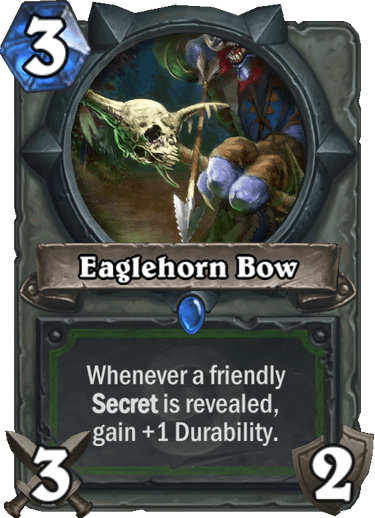 3
Eaglehorn Bow
Whenever a friendly
Secret is revealed,
gain +1 Durability.
3
2